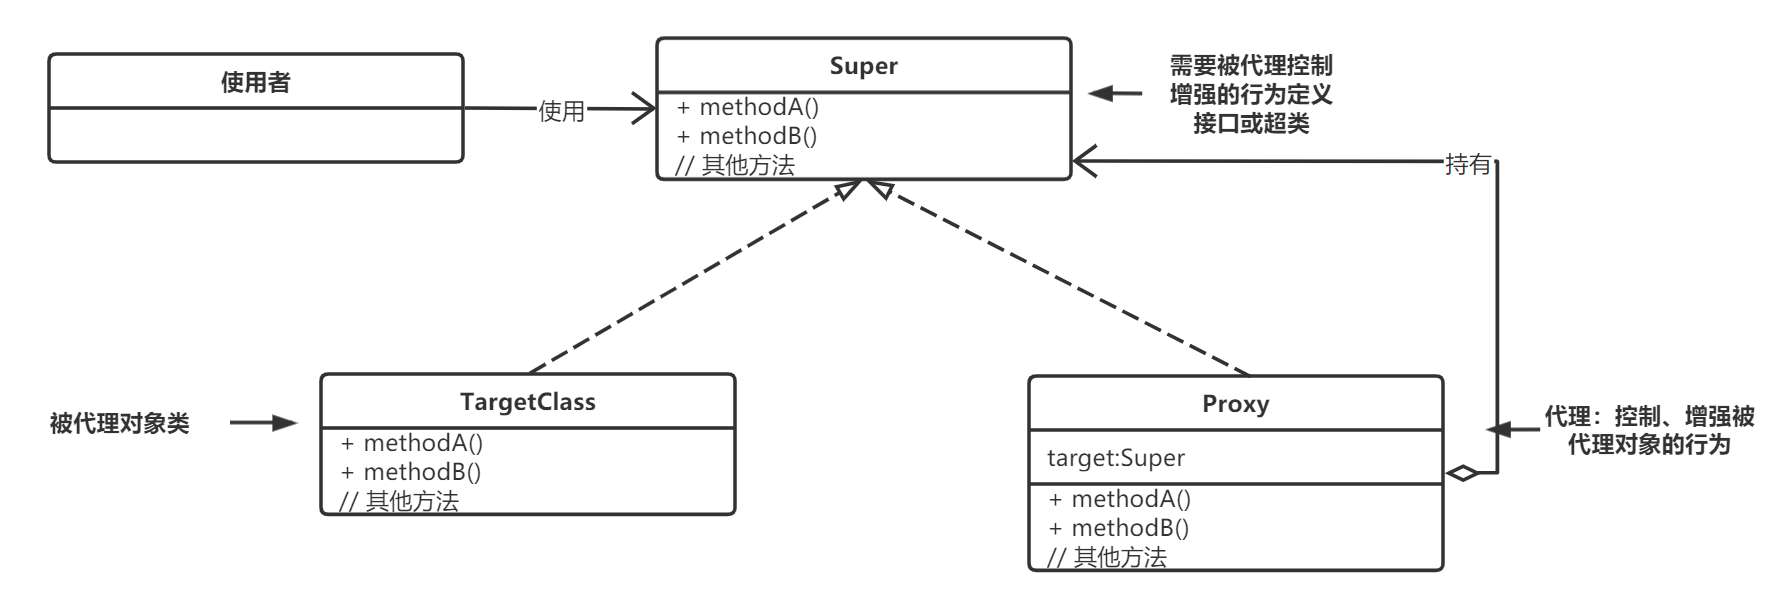 使用者
使用
Super
+ methodA()
+ methodB()
// 其他方法
需要被代理控制
增强的行为定义
接口或超类
持有
被代理对象类
TargetClass
+ methodA()
+ methodB()
// 其他方法
Proxy
target:Super
+ methodA()
+ methodB()
// 其他方法
代理：控制、增强被
代理对象的行为